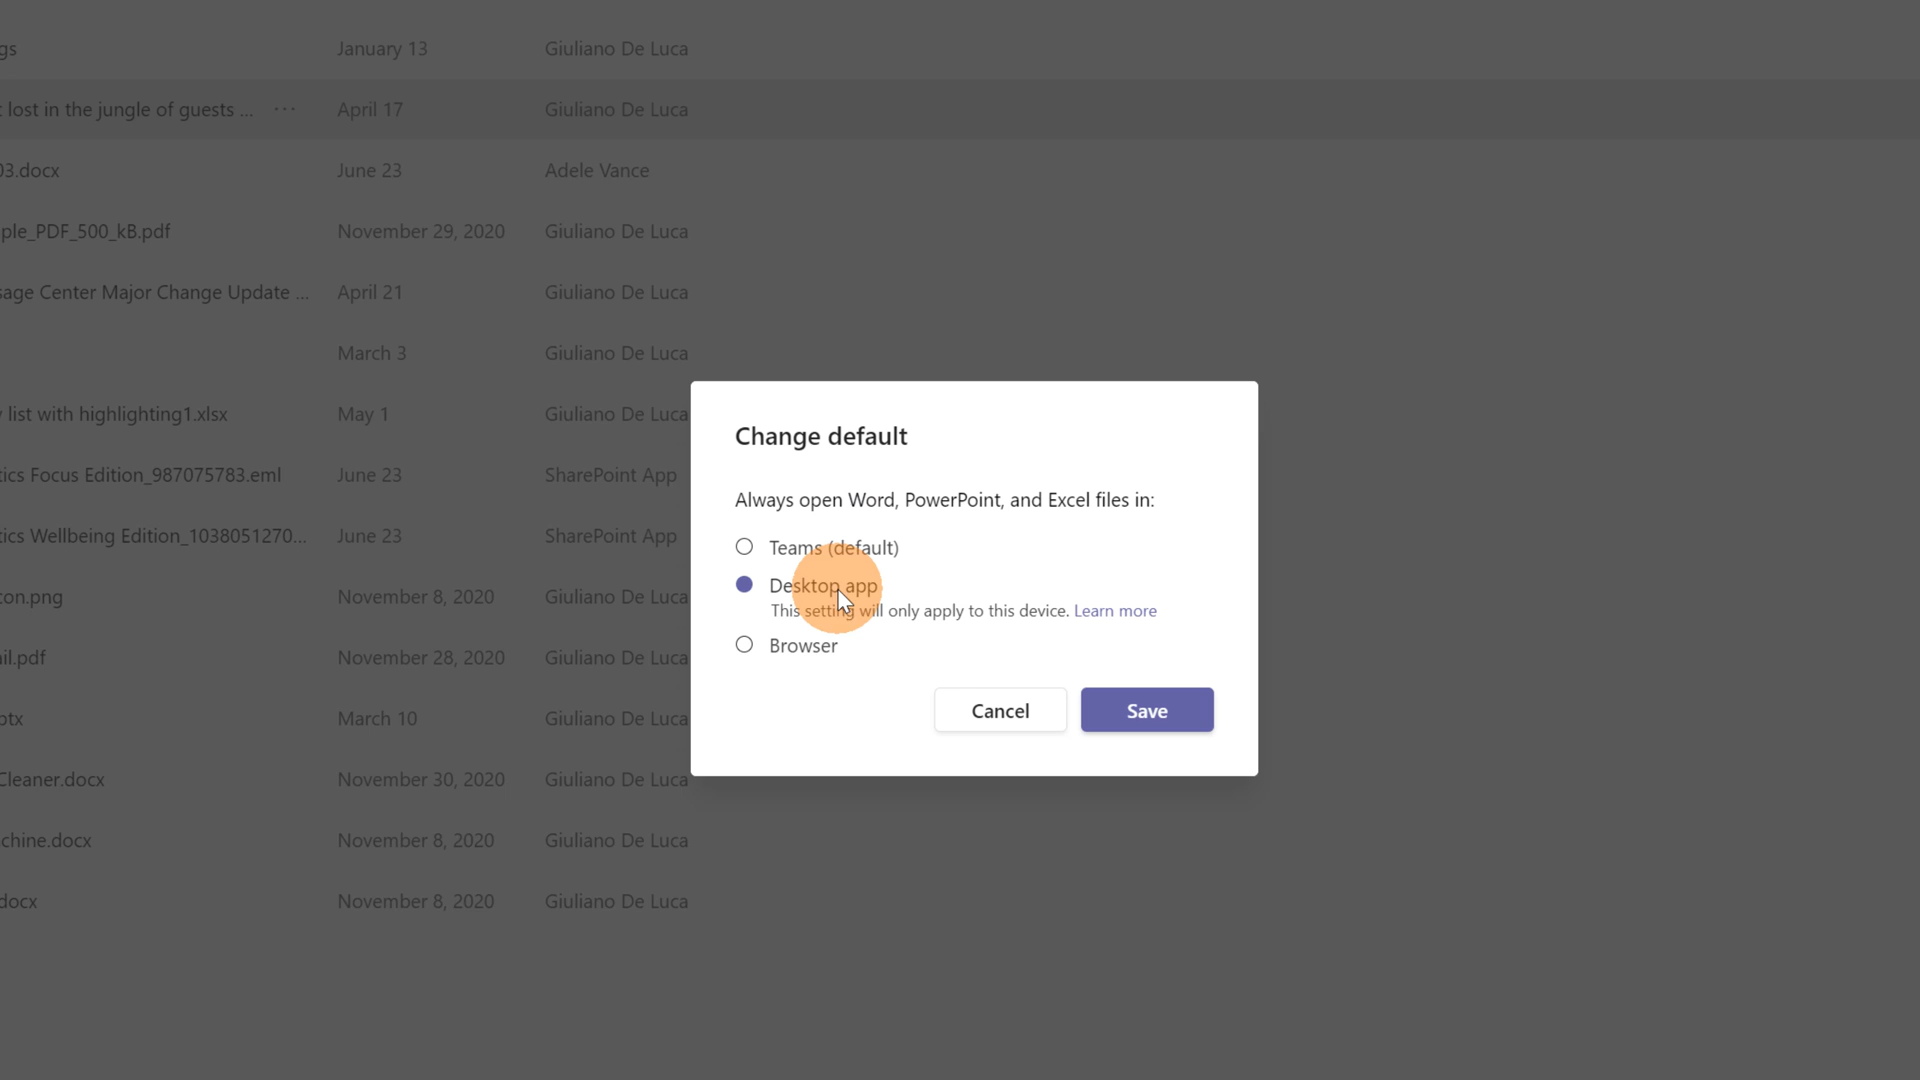 gs January 13 Giuliano De Luca
lost in the jungle of guests ... ··· April 17 Giuliano De Luca
03.docx June 23 Adele Vance
ple_PDF_500_kB.pdf November 29, 2020 Giuliano De Luca
sage Center Major Change Update ... April 21 Giuliano De Luca
March 3 Giuliano De Luca
list with highlighting1.xlsx May 1 Giuliano De Luca
tics Focus Edition_987075783.eml June 23 SharePoint App
tics Wellbeing Edition_1038051270... June 23 SharePoint App
con.png November 8, 2020 Giuliano De Luca
il.pdf November 28, 2020 Giuliano De Luca
ptx March 10 Giuliano De Luca
Cleaner.docx November 30, 2020 Giuliano De Luca
chine.docx November 8, 2020 Giuliano De Luca
docx November 8, 2020 Giuliano De Luca
Change default
Always open Word, PowerPoint, and Excel files in:
Teams (default)
Desktop app
This setting will only apply to this device. Learn more
Browser
Cancel Save